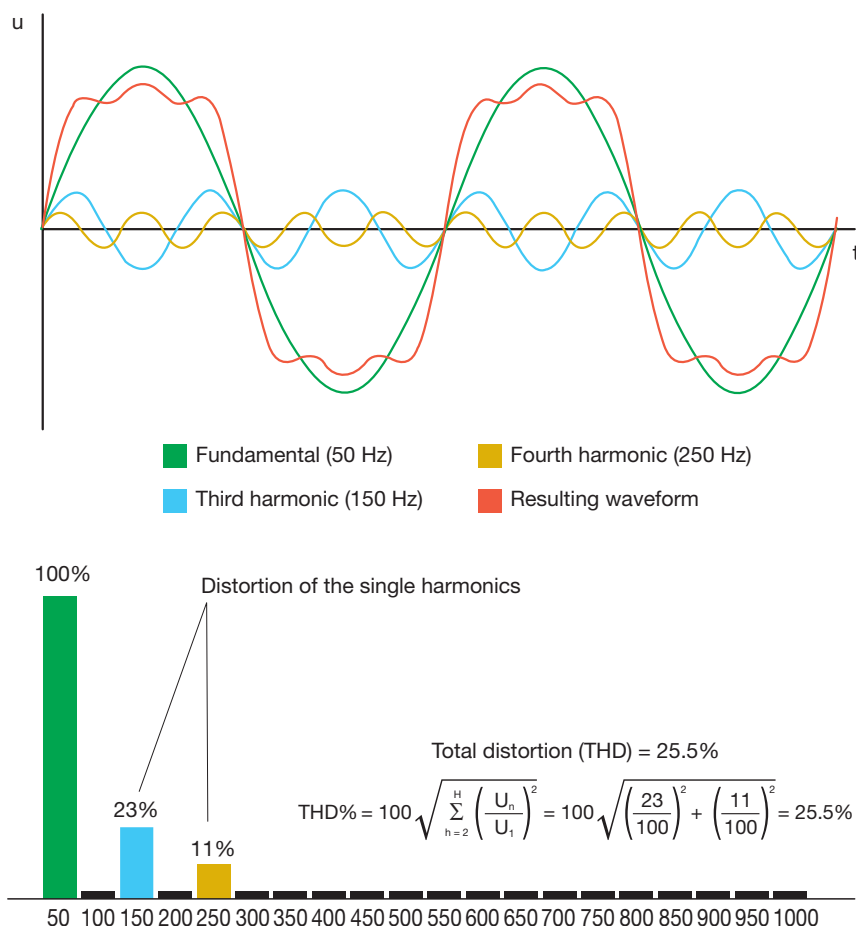 u
t
Fundamental (50 Hz)
Fourth harmonic (250 Hz)
Third harmonic (150 Hz)
Resulting waveform
100%
Distortion of the single harmonics
Total distortion (THD) = 25.5%
THD% = 100 √ H Σ h = 2 ( Un / U1 ) 2 = 100 √ ( 23 / 100 ) 2 + ( 11 / 100 ) 2 = 25.5%
23%
11%
50 100 150 200 250 300 350 400 450 500 550 600 650 700 750 800 850 900 950 1000